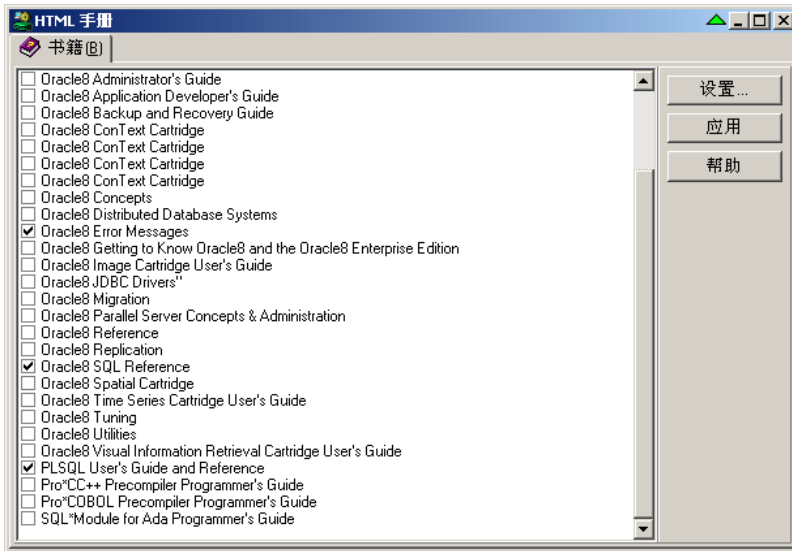 HTML 手册
书籍(B)
Oracle8 Administrator's Guide
Oracle8 Application Developer's Guide
Oracle8 Backup and Recovery Guide
Oracle8 ConText Cartridge
Oracle8 ConText Cartridge
Oracle8 ConText Cartridge
Oracle8 ConText Cartridge
Oracle8 Concepts
Oracle8 Distributed Database Systems
Oracle8 Error Messages
Oracle8 Getting to Know Oracle8 and the Oracle8 Enterprise Edition
Oracle8 Image Cartridge User's Guide
Oracle8 JDBC Drivers''
Oracle8 Migration
Oracle8 Parallel Server Concepts & Administration
Oracle8 Reference
Oracle8 Replication
Oracle8 SQL Reference
Oracle8 Spatial Cartridge
Oracle8 Time Series Cartridge User's Guide
Oracle8 Tuning
Oracle8 Utilities
Oracle8 Visual Information Retrieval Cartridge User's Guide
PLSQL User's Guide and Reference
Pro*CC++ Precompiler Programmer's Guide
Pro*COBOL Precompiler Programmer's Guide
SQL*Module for Ada Programmer's Guide
设置...
应用
帮助